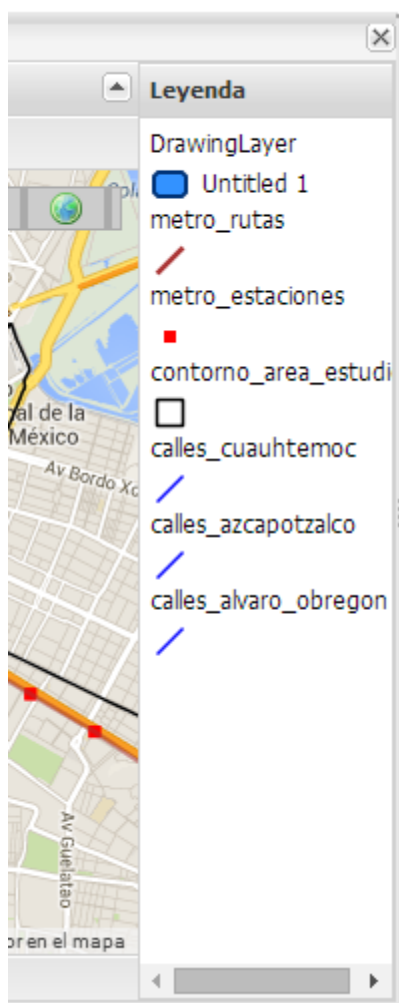 Leyenda
DrawingLayer
Untitled 1
metro_rutas
metro_estaciones
contorno_area_estudi
calles_cuauhtemoc
calles_azcapotzalco
calles_alvaro_obregon
al de la
México
Av Bordo Xo
Av Guelatao
en el mapa